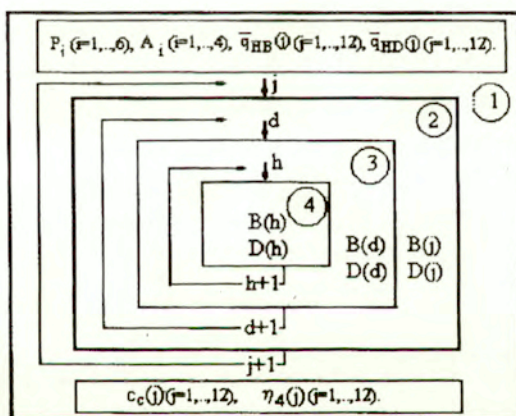 P_i (i=1,..,6), A_i (i=1,..,4), q̅_HB(j) (j=1,..,12), q̅_HD(j) (j=1,..,12).
j
1
2
d
3
h
4
B(h)
D(h)
B(d) B(j)
D(d) D(j)
h+1
d+1
j+1
c_c(j) (j=1,..,12), η_4(j) (j=1,..,12).